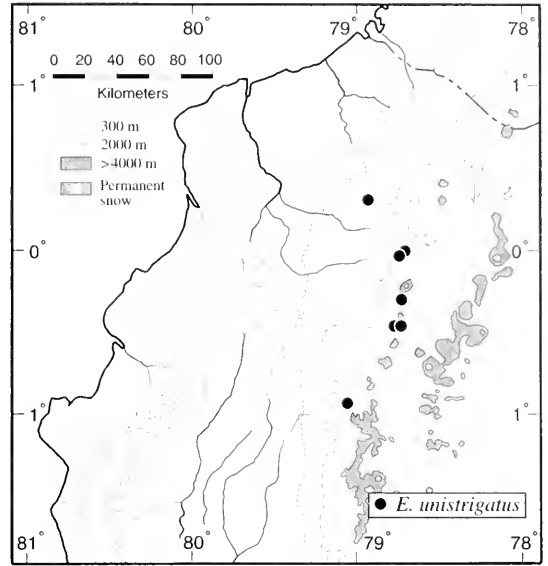 81° 80° 79 78°
0 20 40 60 80 100
Kilometers
1° 1°
300 m
2000 m
>4000 m
Permanent
snow
0° 0°
1° 1°
E. unistrigatus
81° 80° 79 78°